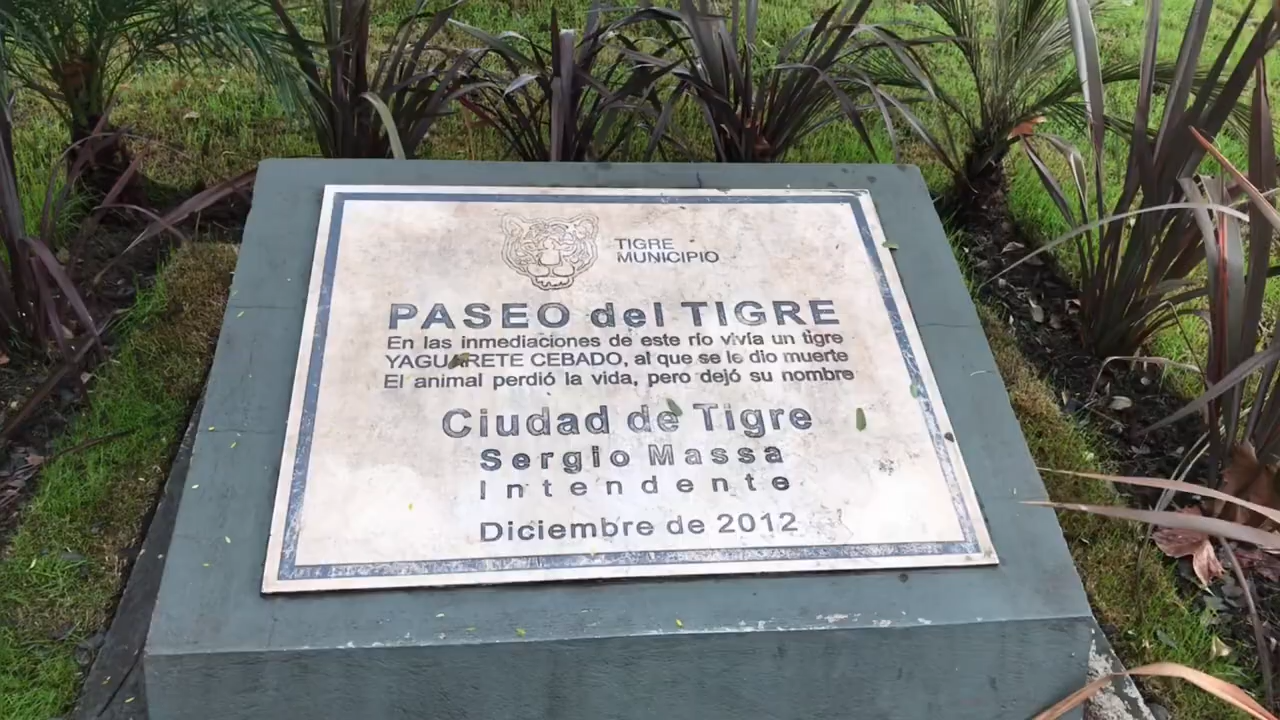 TIGRE
MUNICIPIO
PASEO del TIGRE
En las inmediaciones de este río vivía un tigre
YAGUARETE CEBADO, al que se le dio muerte
El animal perdió la vida, pero dejó su nombre
Ciudad de Tigre
Sergio Massa
Intendente
Diciembre de 2012